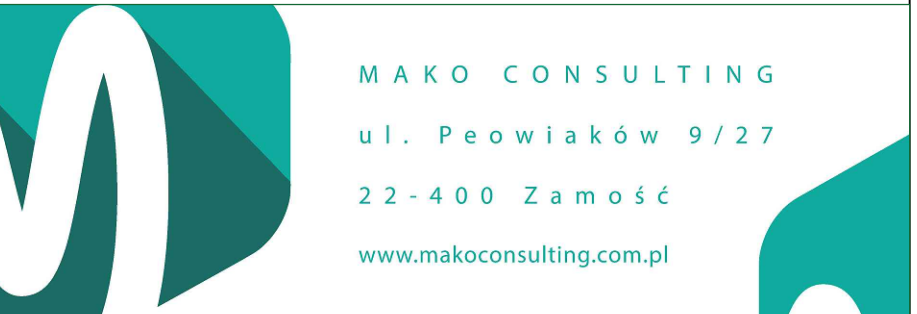 MAKO CONSULTING
ul. Peowiaków 9/27
22-400 Zamość
www.makoconsulting.com.pl